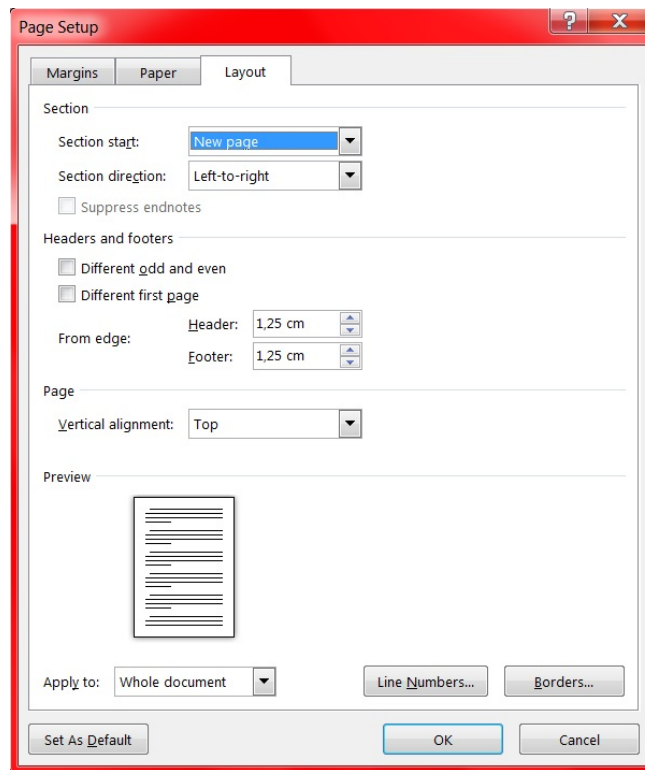 Page Setup
Margins Paper Layout
Section
Section start: New page
Section direction: Left-to-right
Suppress endnotes
Headers and footers
Different odd and even
Different first page
Header: 1,25 cm
From edge:
Footer: 1,25 cm
Page
Vertical alignment: Top
Preview
Apply to: Whole document Line Numbers... Borders...
Set As Default OK Cancel